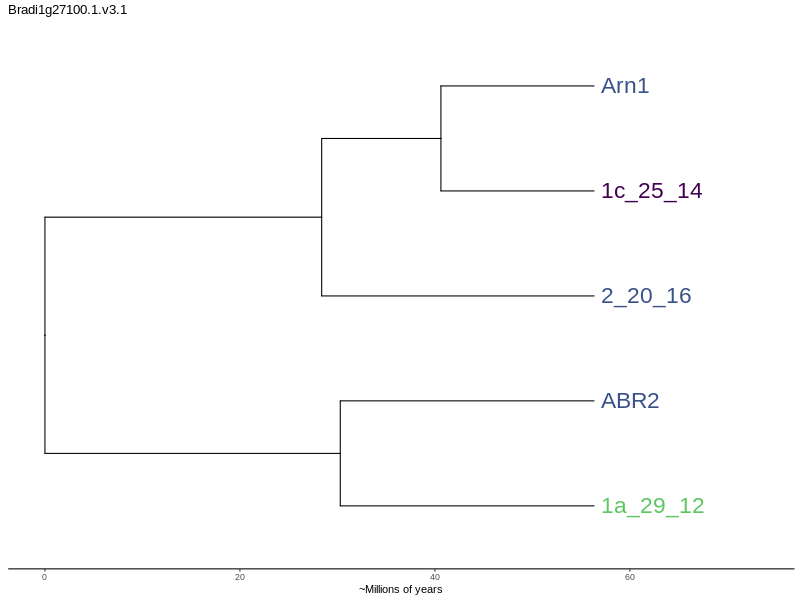 Bradi1g27100.1.v3.1
Arn1
1c_25_14
2_20_16
ABR2
1a_29_12
0 20 40 60
~Millions of years